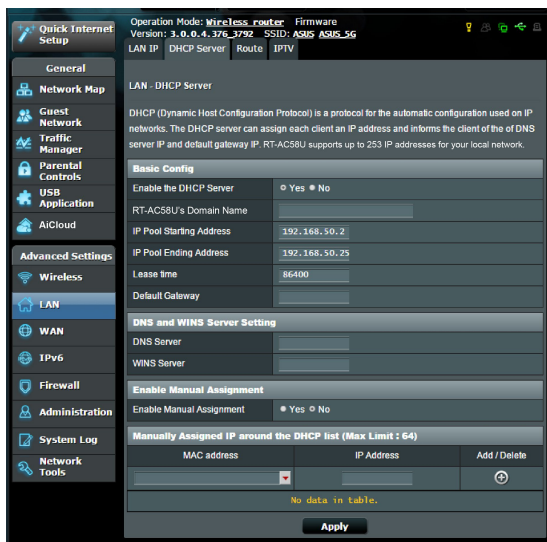 Quick Internet
Setup
Operation Mode: Wireless router Firmware
Version: 3.0.0.4.376_3792 SSID: ASUS ASUS_5G
LAN IP DHCP Server Route IPTV
General
Network Map
Guest
Network
Traffic
Manager
Parental
Controls
USB
Application
AiCloud
Advanced Settings
Wireless
LAN
WAN
IPv6
Firewall
Administration
System Log
Network
Tools
LAN - DHCP Server
DHCP (Dynamic Host Configuration Protocol) is a protocol for the automatic configuration used on IP
networks. The DHCP server can assign each client an IP address and informs the client of the of DNS
server IP and default gateway IP. RT-AC58U supports up to 253 IP addresses for your local network.
Basic Config
Enable the DHCP Server Yes No
RT-AC58U's Domain Name
IP Pool Starting Address 192.168.50.2
IP Pool Ending Address 192.168.50.25
Lease time 86400
Default Gateway
DNS and WINS Server Setting
DNS Server
WINS Server
Enable Manual Assignment
Enable Manual Assignment Yes No
Manually Assigned IP around the DHCP list (Max Limit : 64)
MAC address IP Address Add / Delete
No data in table.
Apply